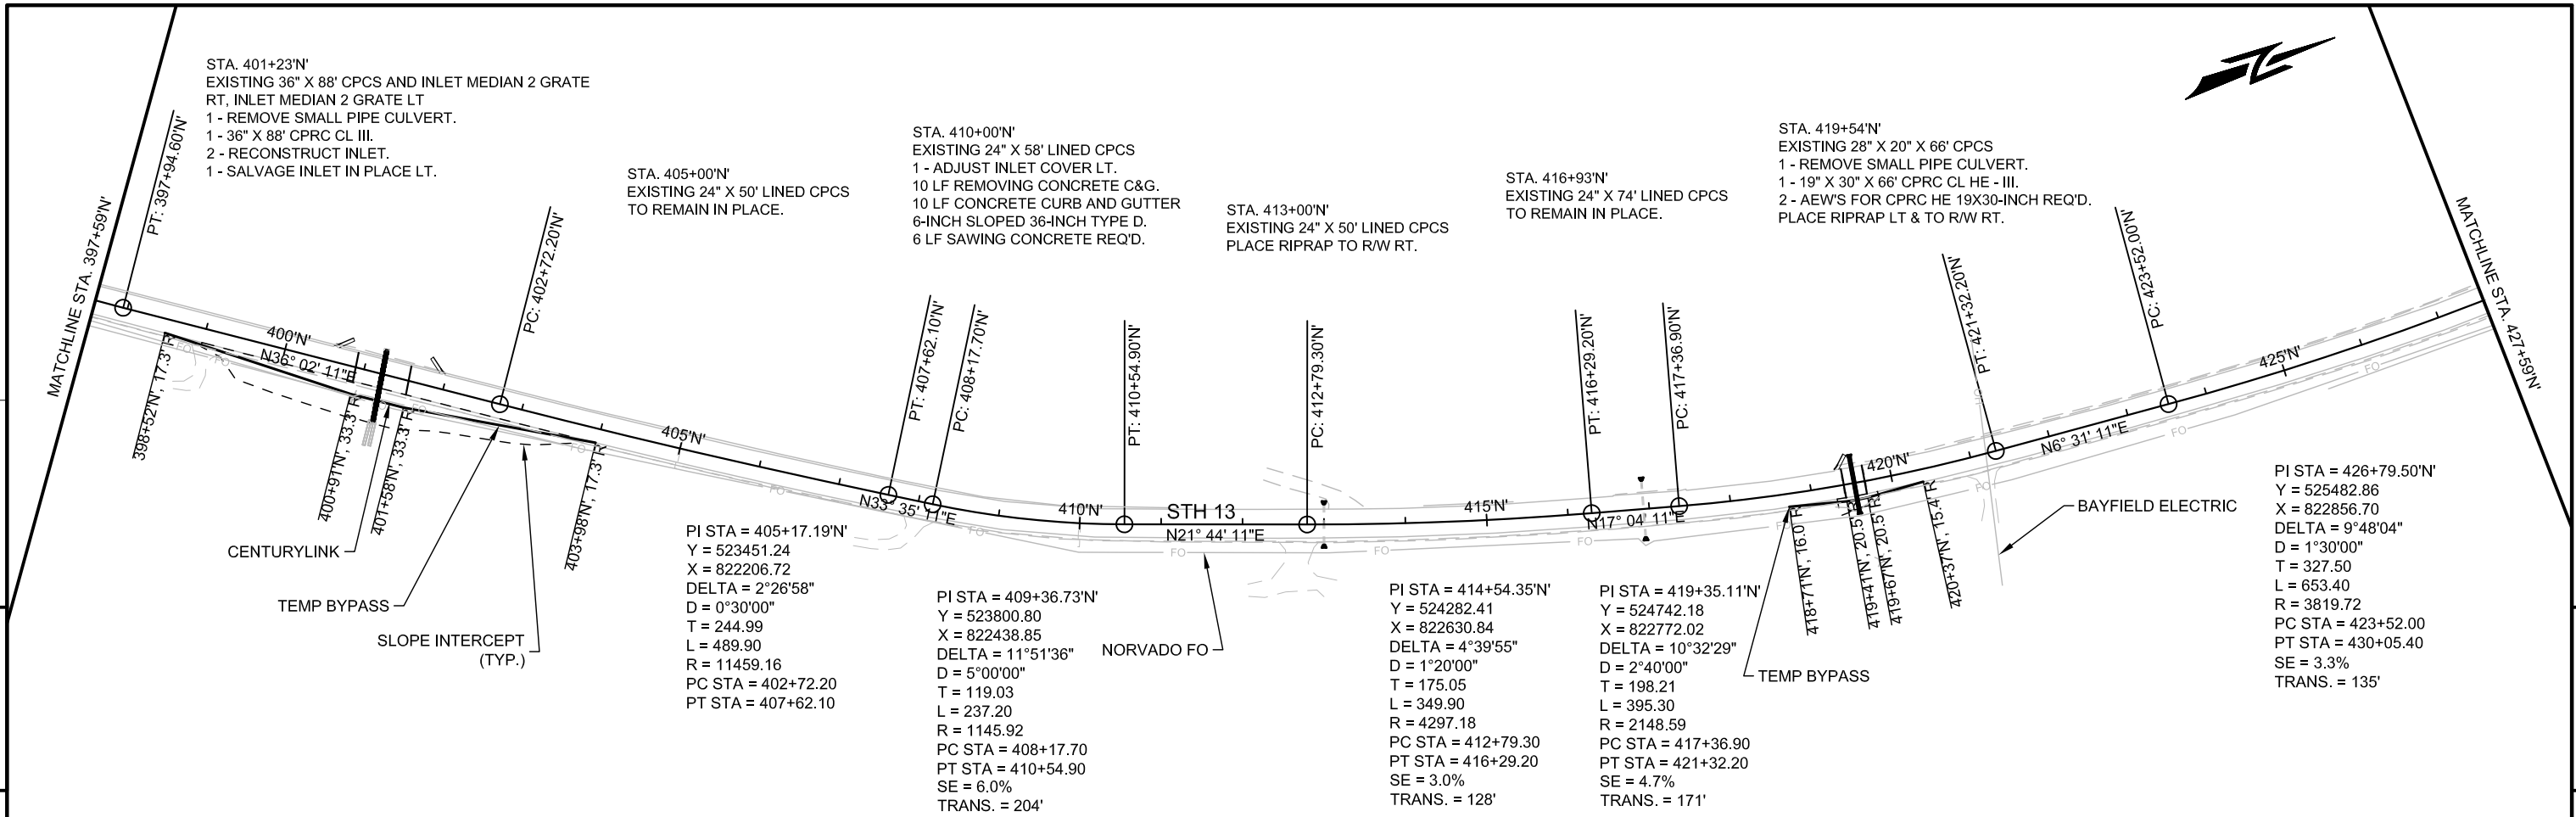 STA. 401+23'N'
EXISTING 36" X 88' CPCS AND INLET MEDIAN 2 GRATE
RT, INLET MEDIAN 2 GRATE LT
1 - REMOVE SMALL PIPE CULVERT.
1 - 36" X 88' CPRC CL III.
2 - RECONSTRUCT INLET.
1 - SALVAGE INLET IN PLACE LT.
STA. 405+00'N'
EXISTING 24" X 50' LINED CPCS
TO REMAIN IN PLACE.
STA. 410+00'N'
EXISTING 24" X 58' LINED CPCS
1 - ADJUST INLET COVER LT.
10 LF REMOVING CONCRETE C&G.
10 LF CONCRETE CURB AND GUTTER
6-INCH SLOPED 36-INCH TYPE D.
6 LF SAWING CONCRETE REQ'D.
STA. 413+00'N'
EXISTING 24" X 50' LINED CPCS
PLACE RIPRAP TO R/W RT.
STA. 416+93'N'
EXISTING 24" X 74' LINED CPCS
TO REMAIN IN PLACE.
STA. 419+54'N'
EXISTING 28" X 20" X 66' CPCS
1 - REMOVE SMALL PIPE CULVERT.
1 - 19" X 30" X 66' CPRC CL HE - III.
2 - AEW'S FOR CPRC HE 19X30-INCH REQ'D.
PLACE RIPRAP LT & TO R/W RT.
MATCHLINE STA. 397+59'N'
PT: 397+94.60'N'
PC: 402+72.20'N'
PT: 407+62.10'N'
PC: 408+17.70'N'
PT: 410+54.90'N'
PC: 412+79.30'N'
PT: 416+29.20'N'
PC: 417+36.90'N'
PT: 421+32.20'N'
PC: 423+52.00'N'
MATCHLINE STA. 427+59'N'
400'N'
N36° 02' 11"E
405'N'
N33° 35' 11"E
410'N'
STH 13
N21° 44' 11"E
415'N'
N17° 04' 11"E
420'N'
N6° 31' 11"E
425'N'
FO
FO
FO
FO
FO
FO
FO
FO
FO
FO
FO
FO
FO
398+52'N', 17.3' R
400+91'N', 33.3' R
401+58'N', 33.3' R
403+98'N', 17.3' R
418+71'N', 16.0' R
419+41'N', 20.5' R
419+67'N', 20.5' R
420+37'N', 15.4' R
CENTURYLINK
TEMP BYPASS
SLOPE INTERCEPT
(TYP.)
NORVADO FO
TEMP BYPASS
BAYFIELD ELECTRIC
PI STA = 405+17.19'N'
Y = 523451.24
X = 822206.72
DELTA = 2°26'58"
D = 0°30'00"
T = 244.99
L = 489.90
R = 11459.16
PC STA = 402+72.20
PT STA = 407+62.10
PI STA = 409+36.73'N'
Y = 523800.80
X = 822438.85
DELTA = 11°51'36"
D = 5°00'00"
T = 119.03
L = 237.20
R = 1145.92
PC STA = 408+17.70
PT STA = 410+54.90
SE = 6.0%
TRANS. = 204'
PI STA = 414+54.35'N'
Y = 524282.41
X = 822630.84
DELTA = 4°39'55"
D = 1°20'00"
T = 175.05
L = 349.90
R = 4297.18
PC STA = 412+79.30
PT STA = 416+29.20
SE = 3.0%
TRANS. = 128'
PI STA = 419+35.11'N'
Y = 524742.18
X = 822772.02
DELTA = 10°32'29"
D = 2°40'00"
T = 198.21
L = 395.30
R = 2148.59
PC STA = 417+36.90
PT STA = 421+32.20
SE = 4.7%
TRANS. = 171'
PI STA = 426+79.50'N'
Y = 525482.86
X = 822856.70
DELTA = 9°48'04"
D = 1°30'00"
T = 327.50
L = 653.40
R = 3819.72
PC STA = 423+52.00
PT STA = 430+05.40
SE = 3.3%
TRANS. = 135'